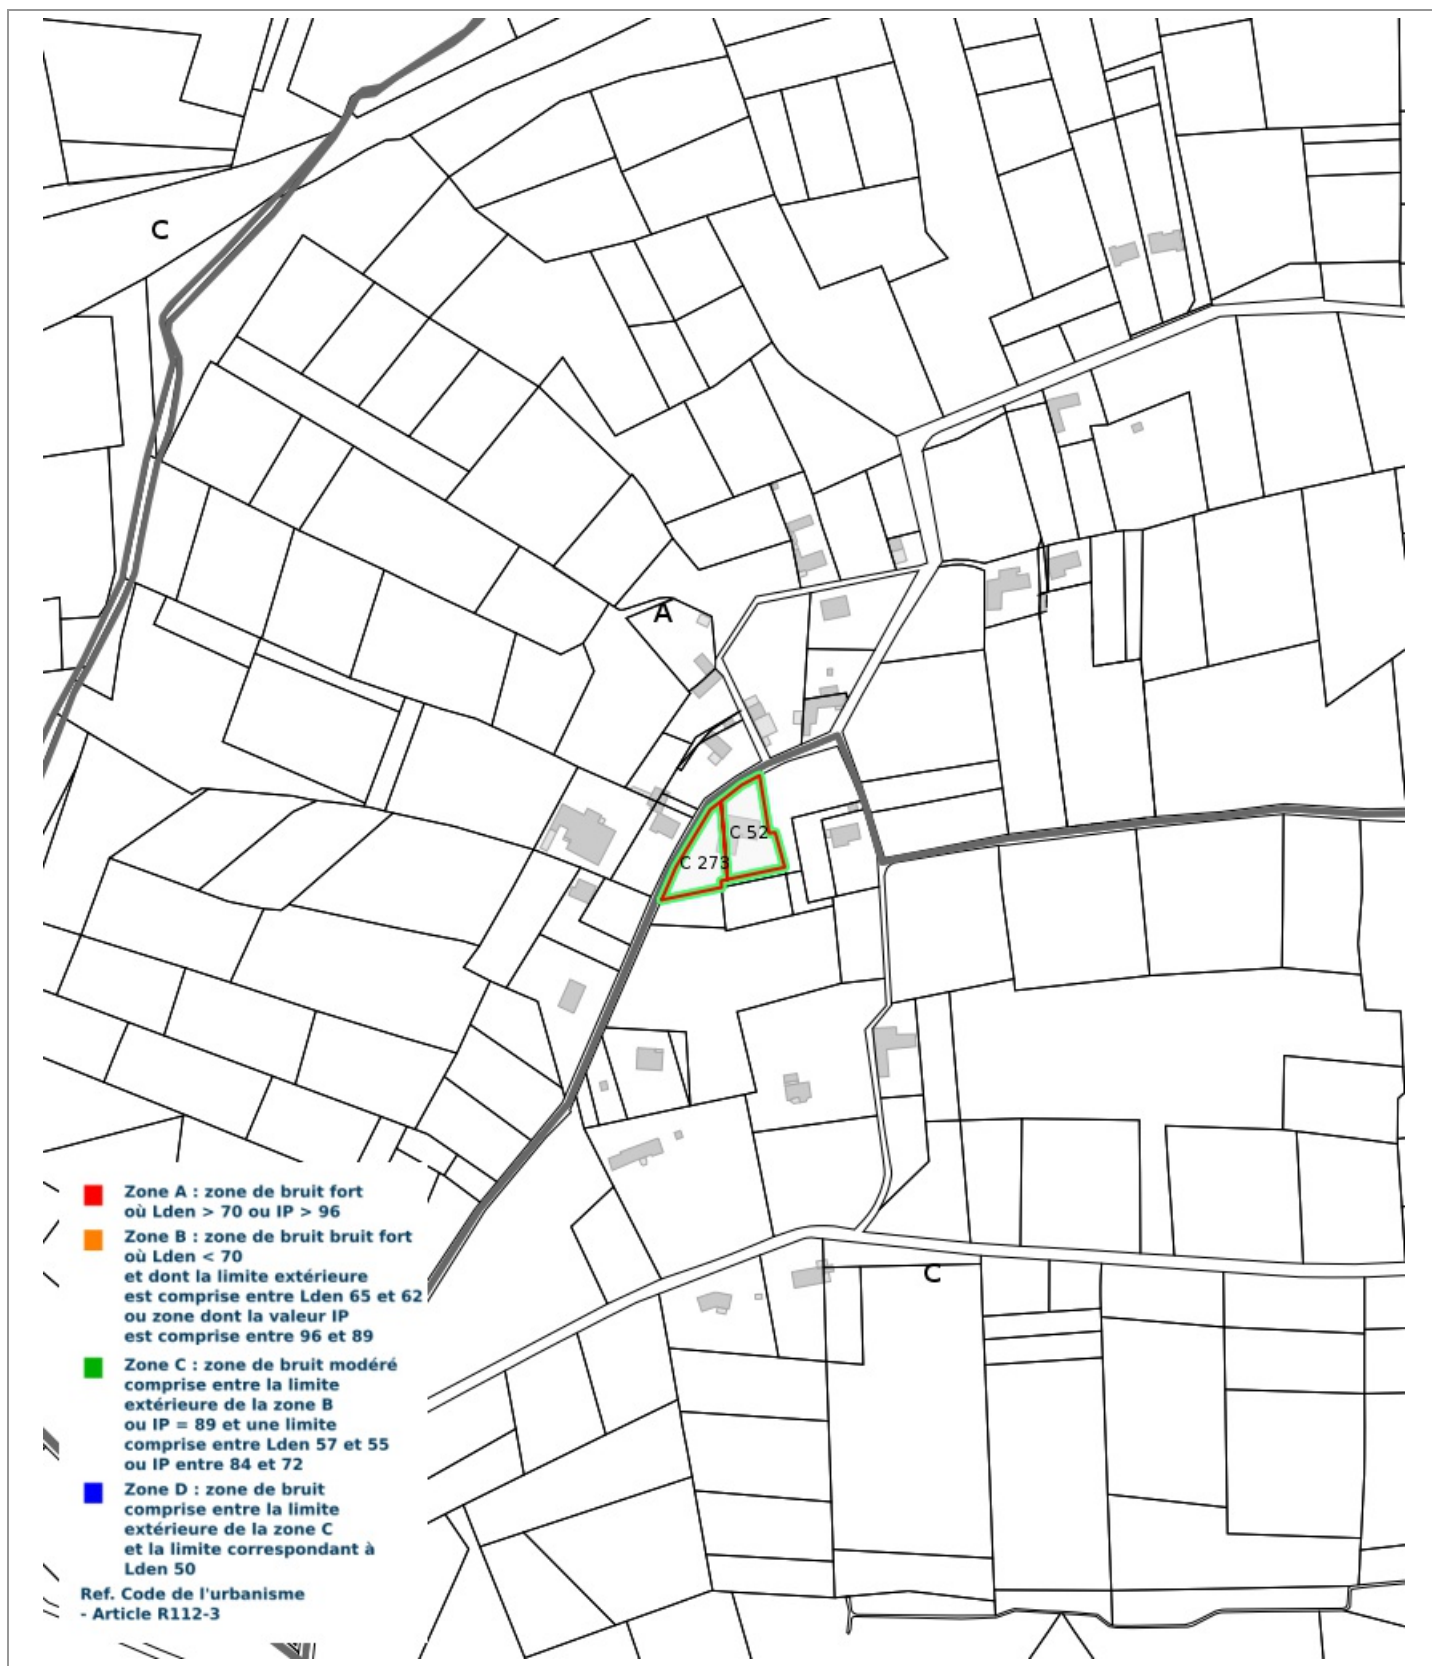 C
A
C 52
C 273
C
Zone A : zone de bruit fort
où Lden > 70 ou IP > 96
Zone B : zone de bruit bruit fort
où Lden < 70
et dont la limite extérieure
est comprise entre Lden 65 et 62
ou zone dont la valeur IP
est comprise entre 96 et 89
Zone C : zone de bruit modéré
comprise entre la limite
extérieure de la zone B
ou IP = 89 et une limite
comprise entre Lden 57 et 55
ou IP entre 84 et 72
Zone D : zone de bruit
comprise entre la limite
extérieure de la zone C
et la limite correspondant à
Lden 50
Ref. Code de l'urbanisme
- Article R112-3